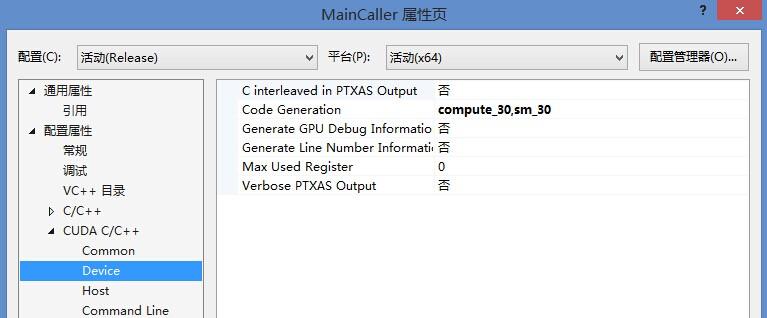 MainCaller 属性页
?
配置(C):
活动(Release)
平台(P):
活动(x64)
配置管理器(O)...
通用属性
引用
配置属性
常规
调试
VC++ 目录
C/C++
CUDA C/C++
Common
Device
Host
Command Line
C interleaved in PTXAS Output 否
Code Generation compute_30,sm_30
Generate GPU Debug Informatio 否
Generate Line Number Informati 否
Max Used Register 0
Verbose PTXAS Output 否